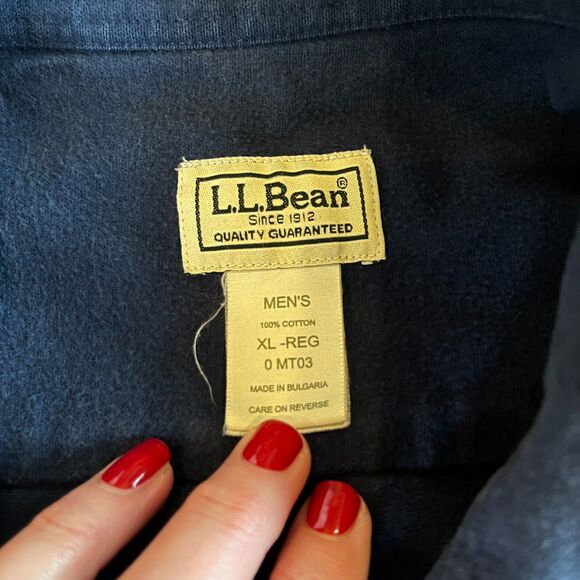 L.L.Bean®
Since 1912
QUALITY GUARANTEED
MEN'S
100% COTTON
XL -REG
0 MT03
MADE IN BULGARIA
CARE ON REVERSE